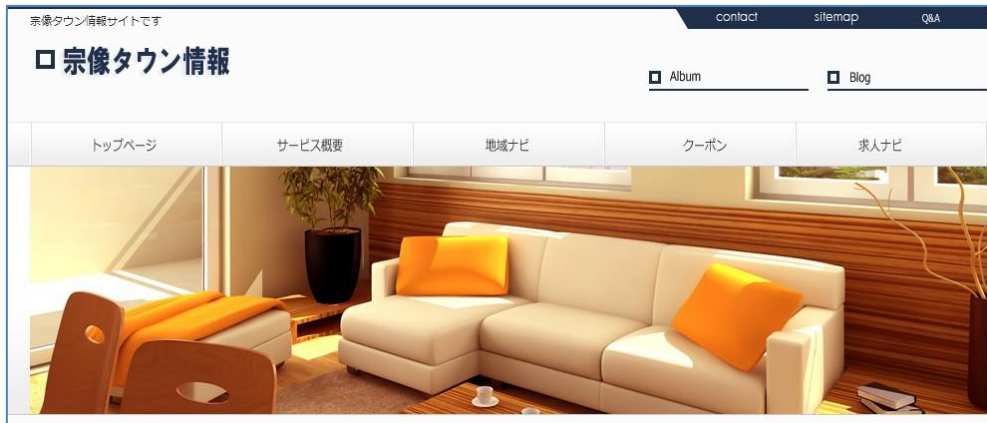 宗像タウン情報サイトです
contact sitemap Q&A
宗像タウン情報
Album Blog
トップページ サービス概要 地域ナビ クーポン 求人ナビ